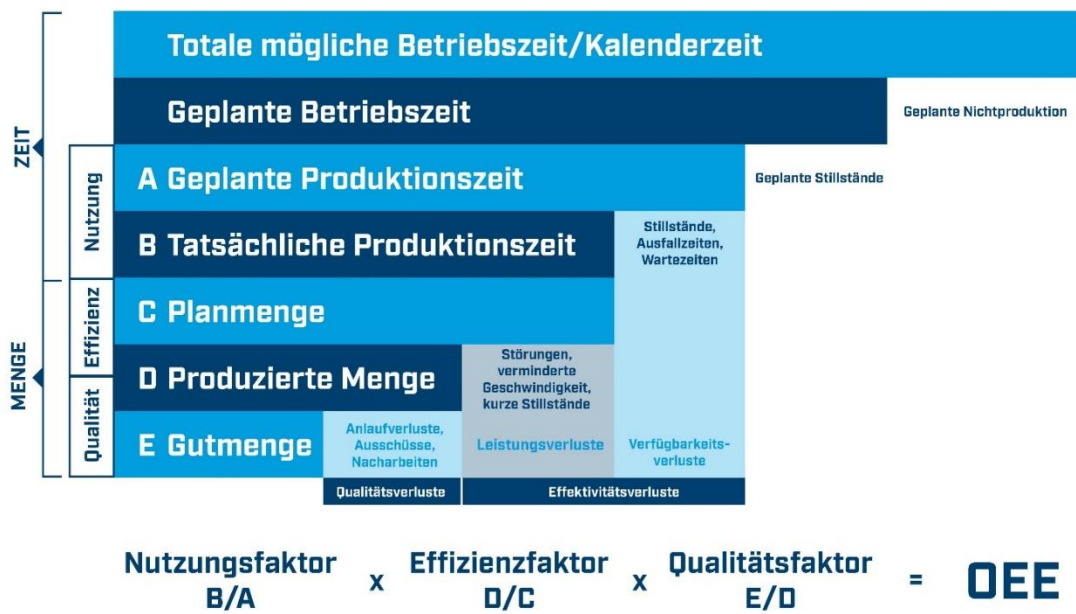 Totale mögliche Betriebszeit/Kalenderzeit
Geplante Betriebszeit
Geplante Nichtproduktion
ZEIT
Nutzung
A Geplante Produktionszeit
Geplante Stillstände
B Tatsächliche Produktionszeit
Stillstände,
Ausfallzeiten,
Wartezeiten
MENGE
Effizienz
C Planmenge
D Produzierte Menge
Störungen,
verminderte
Geschwindigkeit,
kurze Stillstände
Qualität
E Gutmenge
Anlaufverluste,
Ausschüsse,
Nacharbeiten
Leistungsverluste
Verfügbarkeits-
verluste
Qualitätsverluste
Effektivitätsverluste
Nutzungsfaktor x Effizienzfaktor x Qualitätsfaktor = OEE
B/A D/C E/D